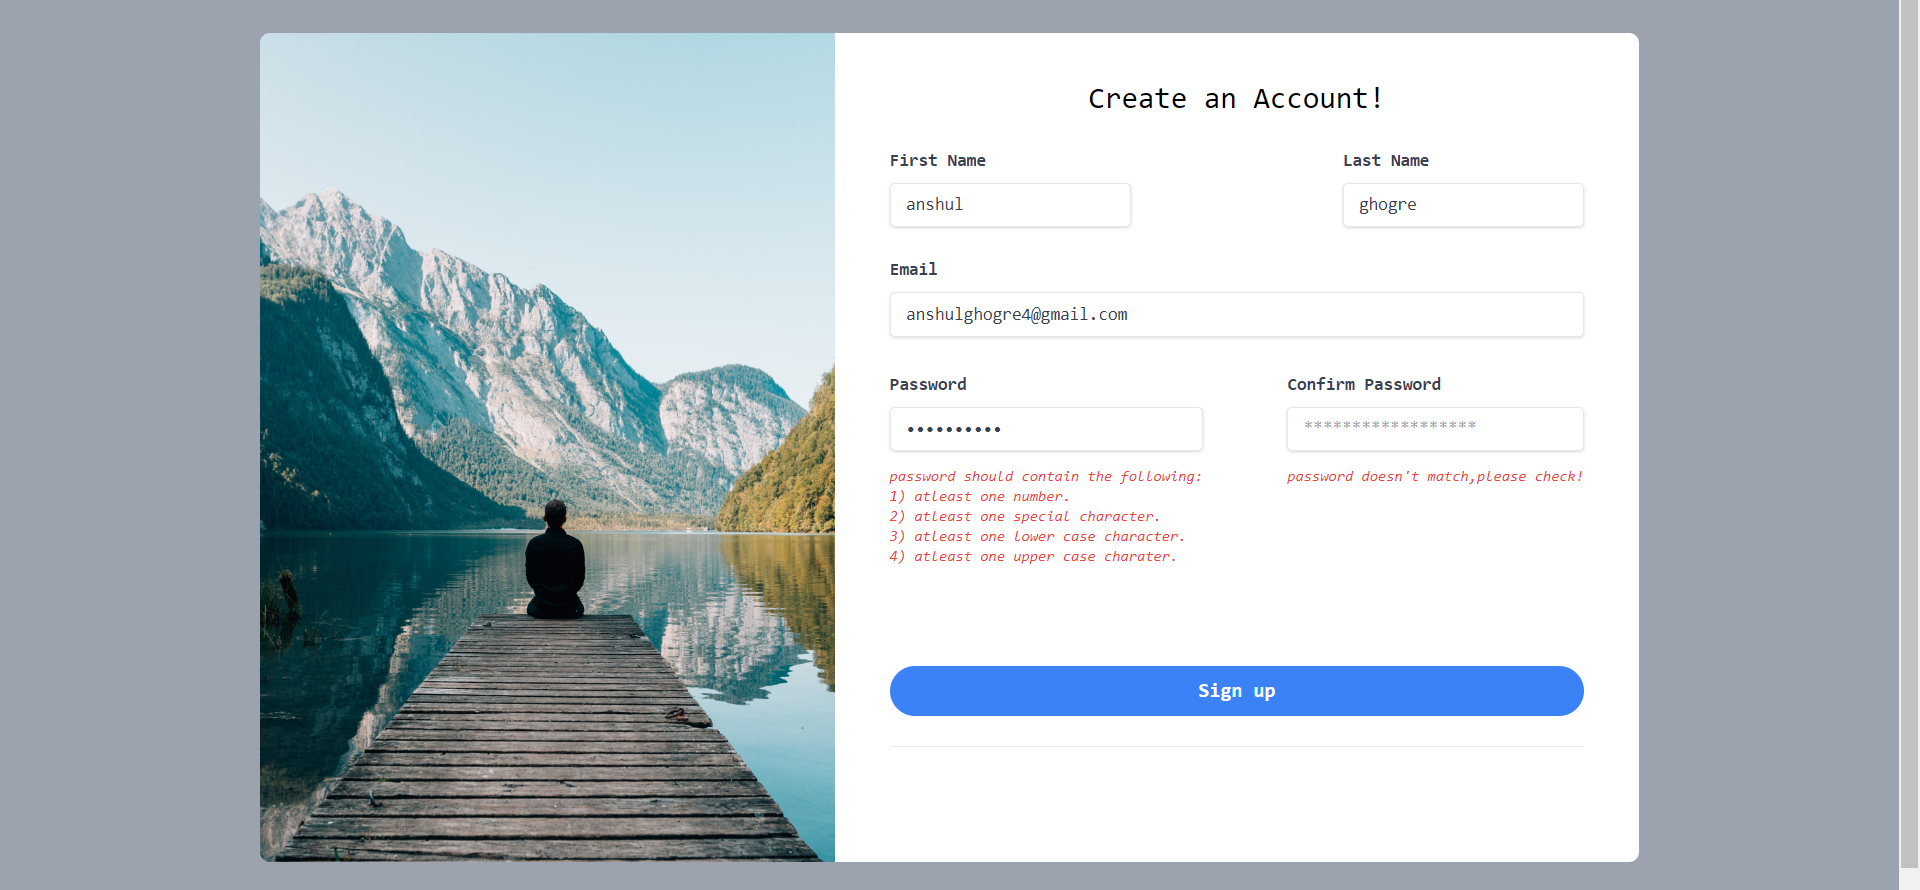 Create an Account!
First Name
Last Name
anshul
ghogre
Email
anshulghogre4@gmail.com
Password
Confirm Password
••••••••••
******************
password should contain the following:
1) atleast one number.
2) atleast one special character.
3) atleast one lower case character.
4) atleast one upper case charater.
password doesn't match,please check!
Sign up